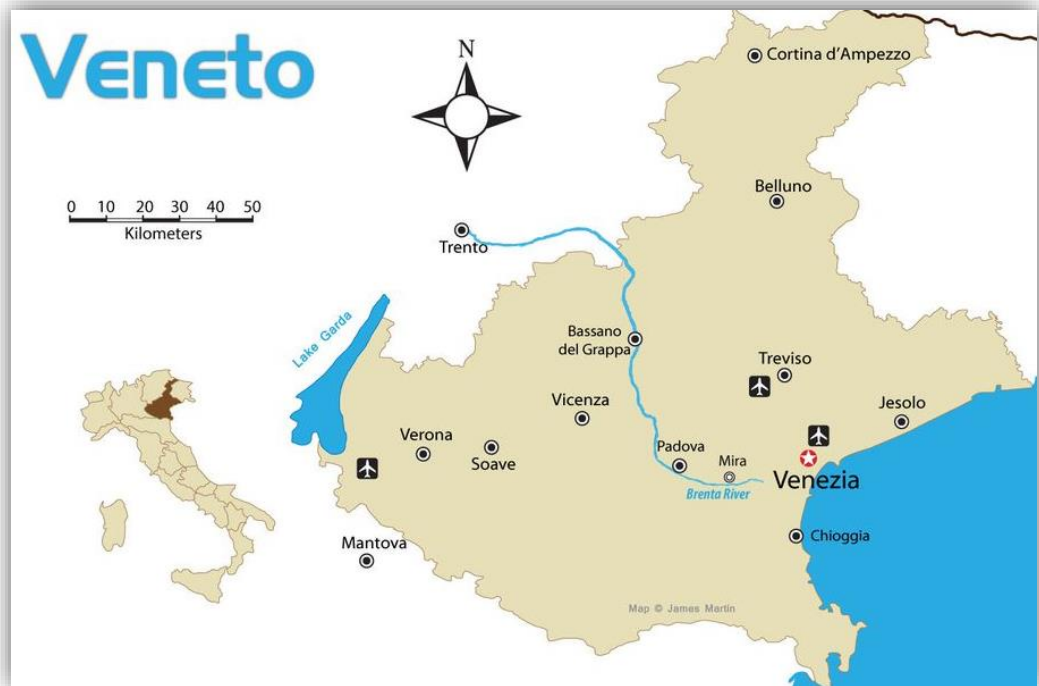 Veneto
N
Cortina d'Ampezzo
0 10 20 30 40 50
Kilometers
Belluno
Trento
Lake Garda
Bassano
del Grappa
Treviso
Vicenza
Jesolo
Verona
Soave
Padova
Mira
Venezia
Brenta River
Mantova
Chioggia
Map © James Martin